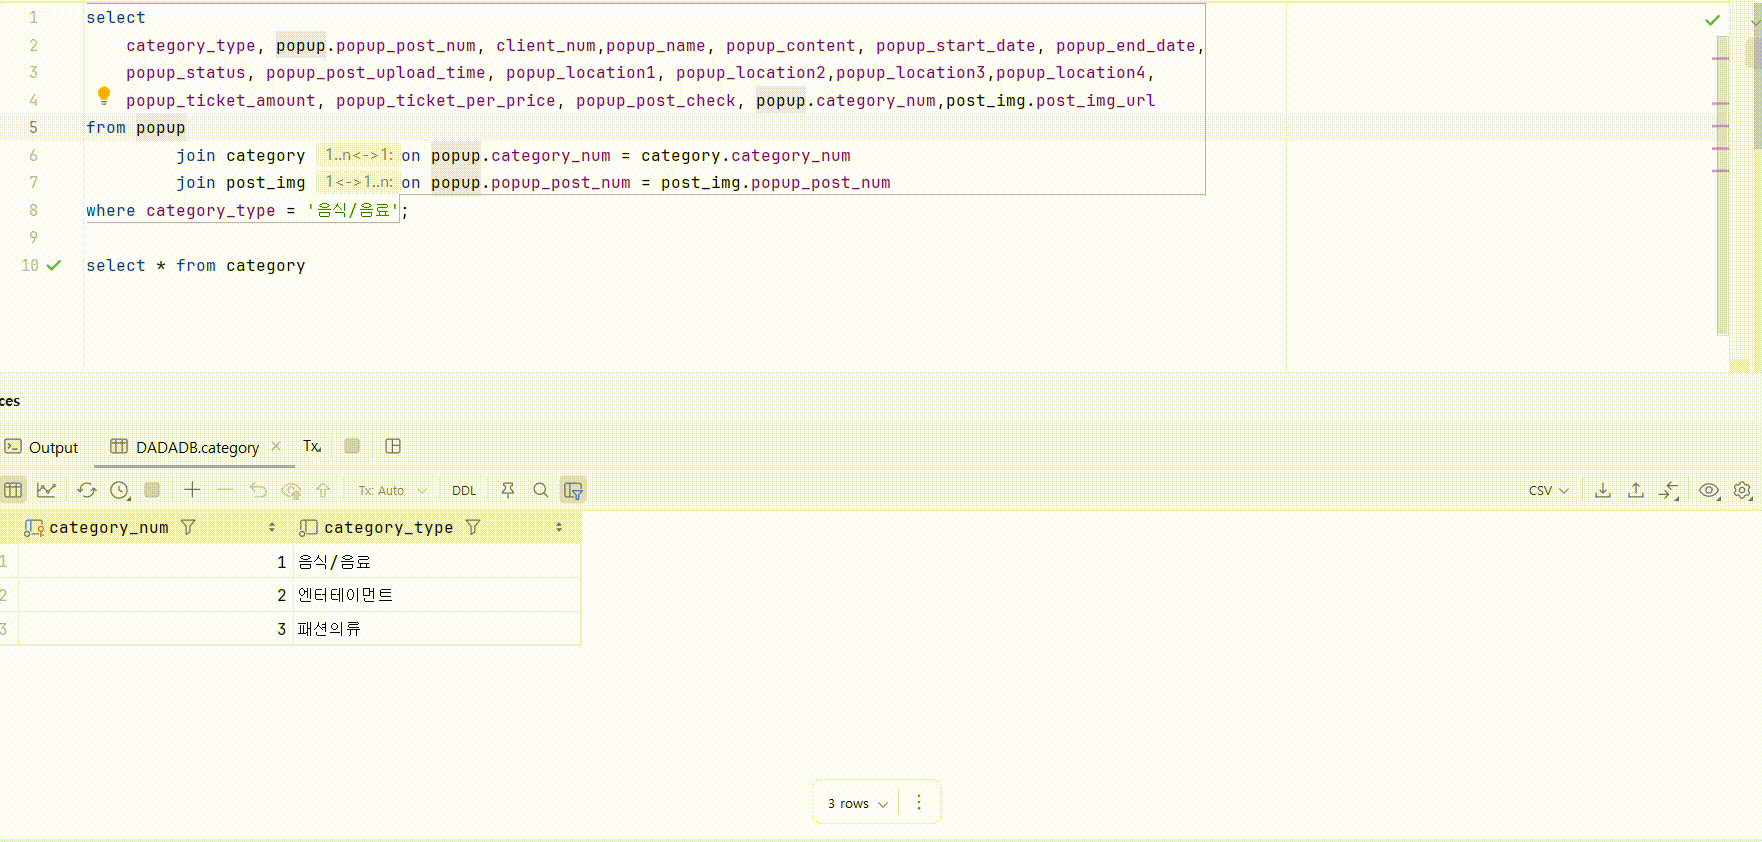 1 select
2 category_type, popup.popup_post_num, client_num,popup_name, popup_content, popup_start_date, popup_end_date,
3 popup_status, popup_post_upload_time, popup_location1, popup_location2,popup_location3,popup_location4,
4 popup_ticket_amount, popup_ticket_per_price, popup_post_check, popup.category_num,post_img.post_img_url
5 from popup
6 join category 1..n<->1: on popup.category_num = category.category_num
7 join post_img 1<->1..n: on popup.popup_post_num = post_img.popup_post_num
8 where category_type = '음식/음료';
9
10 select * from category
ces
Output DADADB.category Tx
Tx: Auto DDL CSV
category_num category_type
1 1 음식/음료
2 2 엔터테이먼트
3 3 패션의류
3 rows